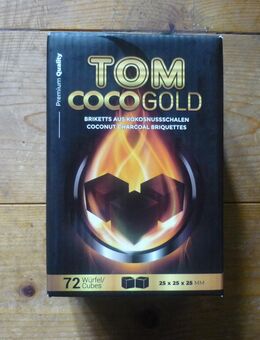 Premium Quality
TOM
COCOGOLD
BRIKETTS AUS KOKOSNUSSSCHALEN
COCONUT CHARCOAL BRIQUETTES
72 Würfel/
Cubes
25 x 25 x 25 MM